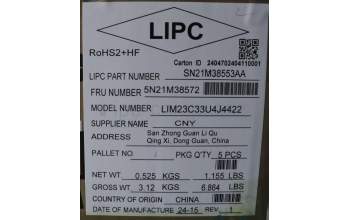 LIPC
RoHS2+HF
Carton ID 2404702404110001
LIPC PART NUMBER SN21M38553AA
FRU NUMBER 5N21M38572
MODEL NUMBER LIM23C33U4J4422
SUPPLIER NAME CNY
ADDRESS San Zhong Guan Li Qu
Qing Xi, Dong Guan, China
PALLET NUMBER / PKG Q'TY 5 PCS
NET WT 0.525 KGS 1.155 LBS
GROSS WT 3.12 KGS 6.864 LBS
COUNTRY OF ORIGIN CHINA
DATE OF MANUFACTURE 24-15 REV. 1